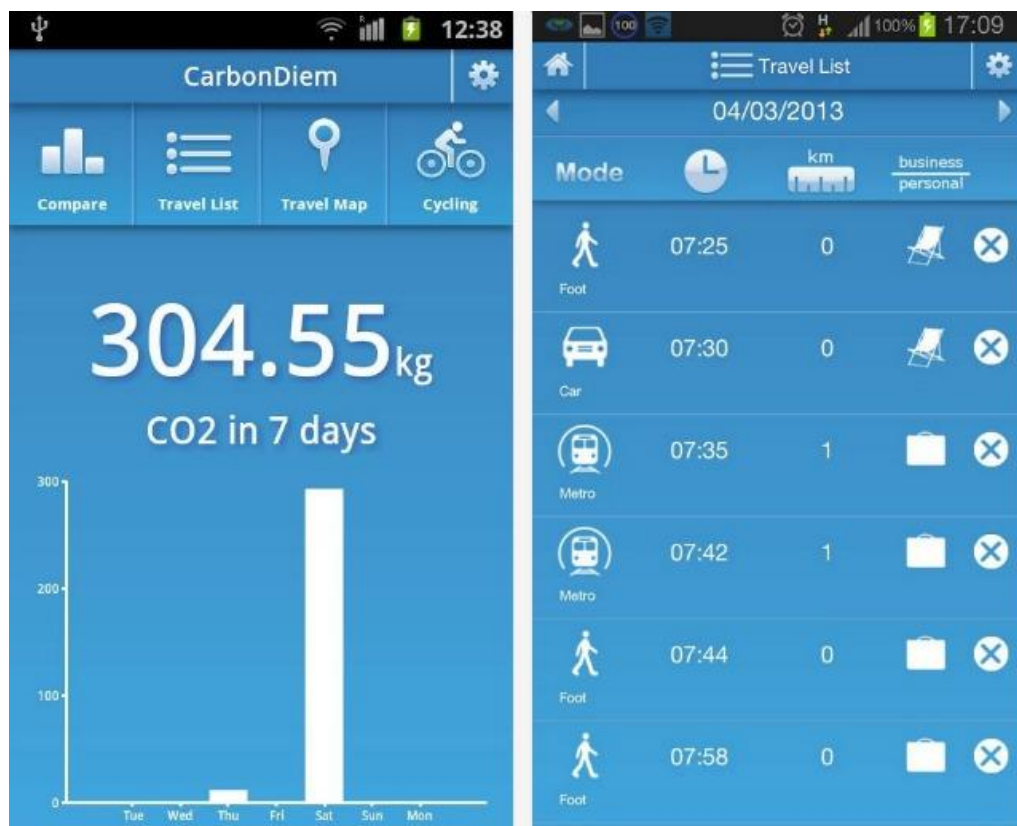 12:38
CarbonDiem
Compare
Travel List
Travel Map
Cycling
304.55kg
CO2 in 7 days
300
200
100
0
Tue Wed Thu Fri Sat Sun Mon
100 H 100% 17:09
Travel List
04/03/2013
Mode km business
personal
07:25 0
Foot
07:30 0
Car
07:35 1
Metro
07:42 1
Metro
07:44 0
Foot
07:58 0
Foot